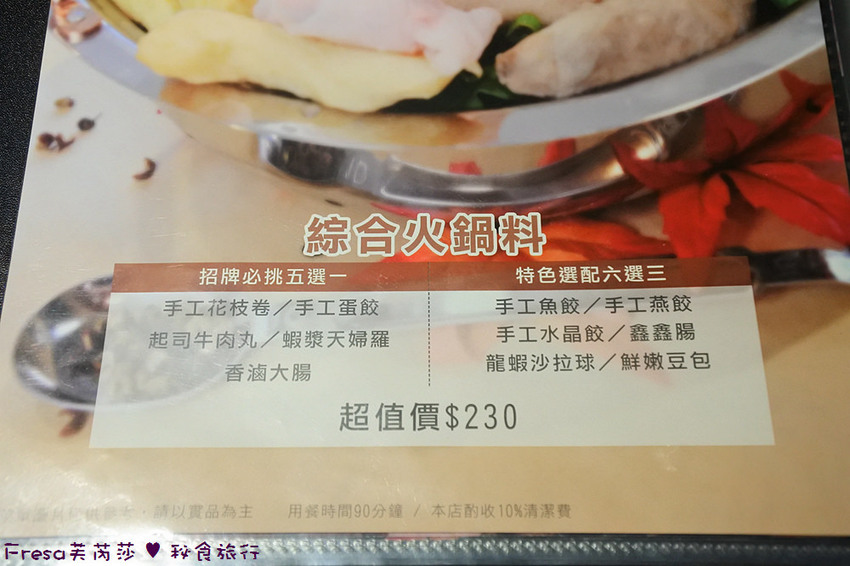 綜合火鍋料
招牌必挑五選一
手工花枝卷／手工蛋餃
起司牛肉丸／蝦漿天婦羅
香滷大腸
特色選配六選三
手工魚餃／手工燕餃
手工水晶餃／鑫鑫腸
龍蝦沙拉球／鮮嫩豆包
超值價$230
請以實品為主 用餐時間90分鐘 / 本店酌收10%清潔費
Fresa芙芮莎 ♥ 秘食旅行